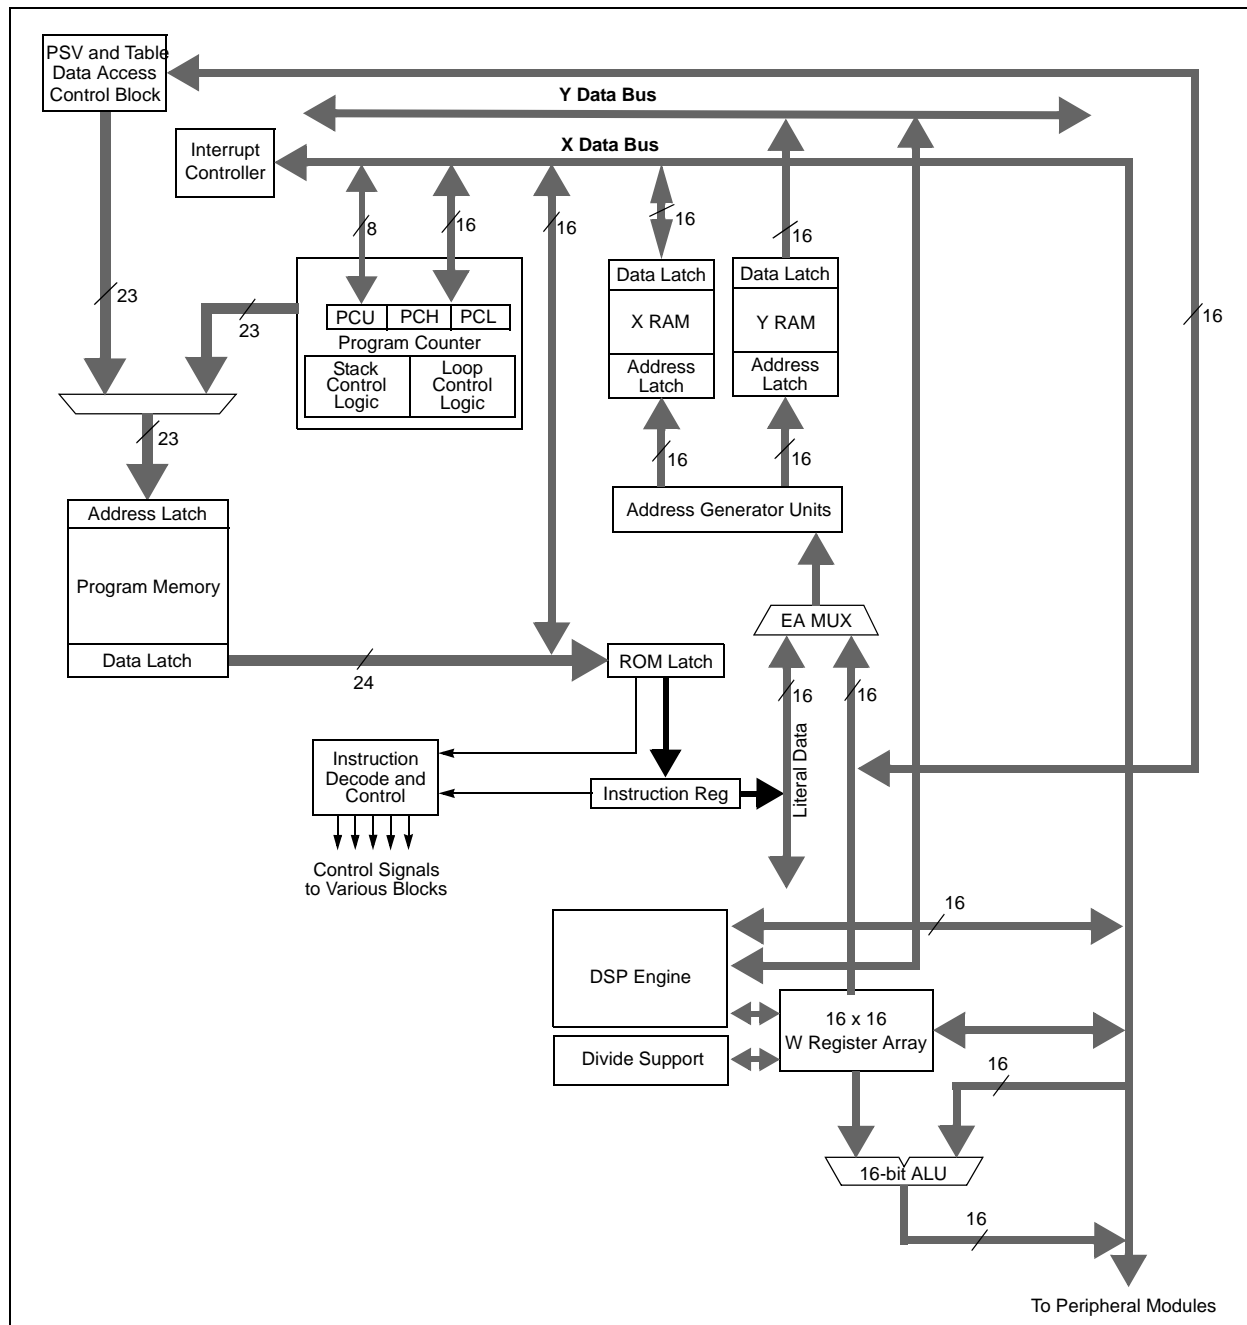 PSV and Table
Data Access
Control Block
Y Data Bus
X Data Bus
Interrupt
Controller
8
16
16
16
16
16
23
23
PCU
PCH
PCL
Program Counter
Stack
Control
Logic
Loop
Control
Logic
Data Latch
X RAM
Address
Latch
Data Latch
Y RAM
Address
Latch
23
16
16
Address Generator Units
Address Latch
Program Memory
Data Latch
EA MUX
24
ROM Latch
16
16
Literal Data
Instruction
Decode and
Control
Instruction Reg
Control Signals
to Various Blocks
16
DSP Engine
16 x 16
W Register Array
Divide Support
16
16-bit ALU
16
To Peripheral Modules